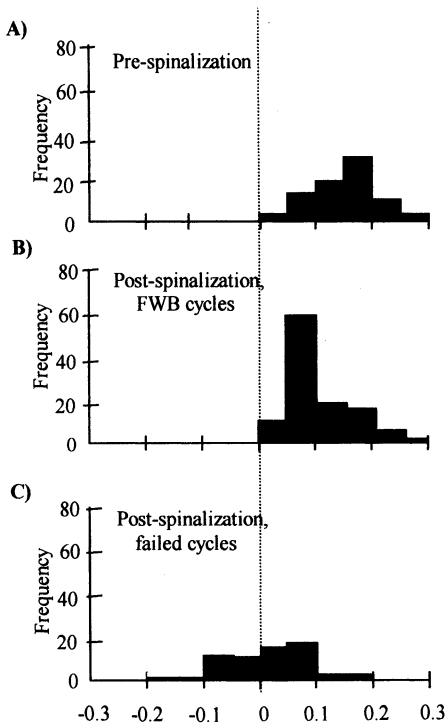 A)
Pre-spinalization
Frequency
80
60
40
20
0
B)
Post-spinalization,
FWB cycles
Frequency
80
60
40
20
0
C)
Post-spinalization,
failed cycles
Frequency
80
60
40
20
0
-0.3 -0.2 -0.1 0 0.1 0.2 0.3